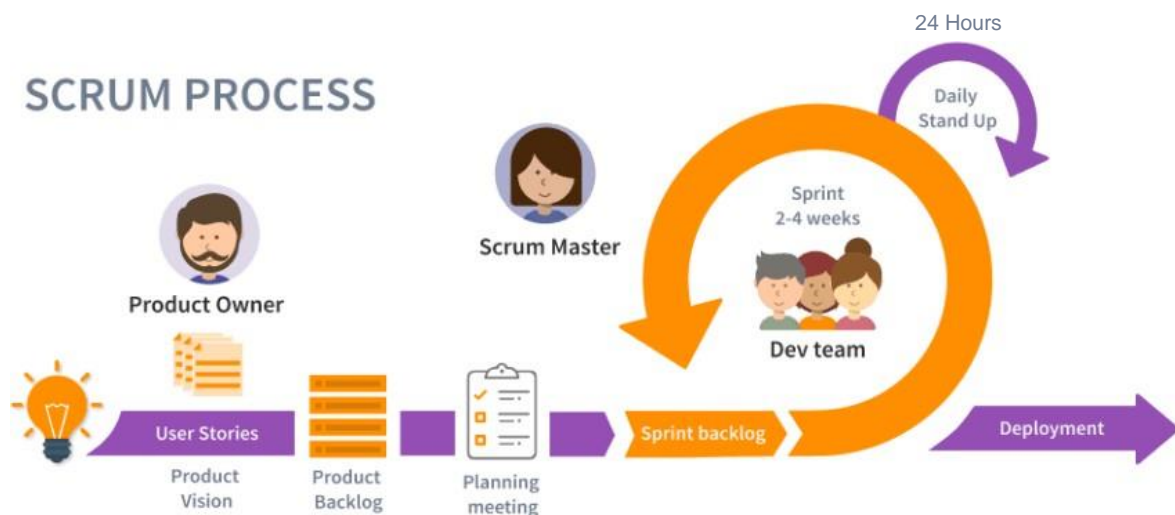 24 Hours
SCRUM PROCESS
Daily
Stand Up
Sprint
2-4 weeks
Scrum Master
Product Owner
Dev team
User Stories
Sprint backlog
Deployment
Product
Vision
Product
Backlog
Planning
meeting